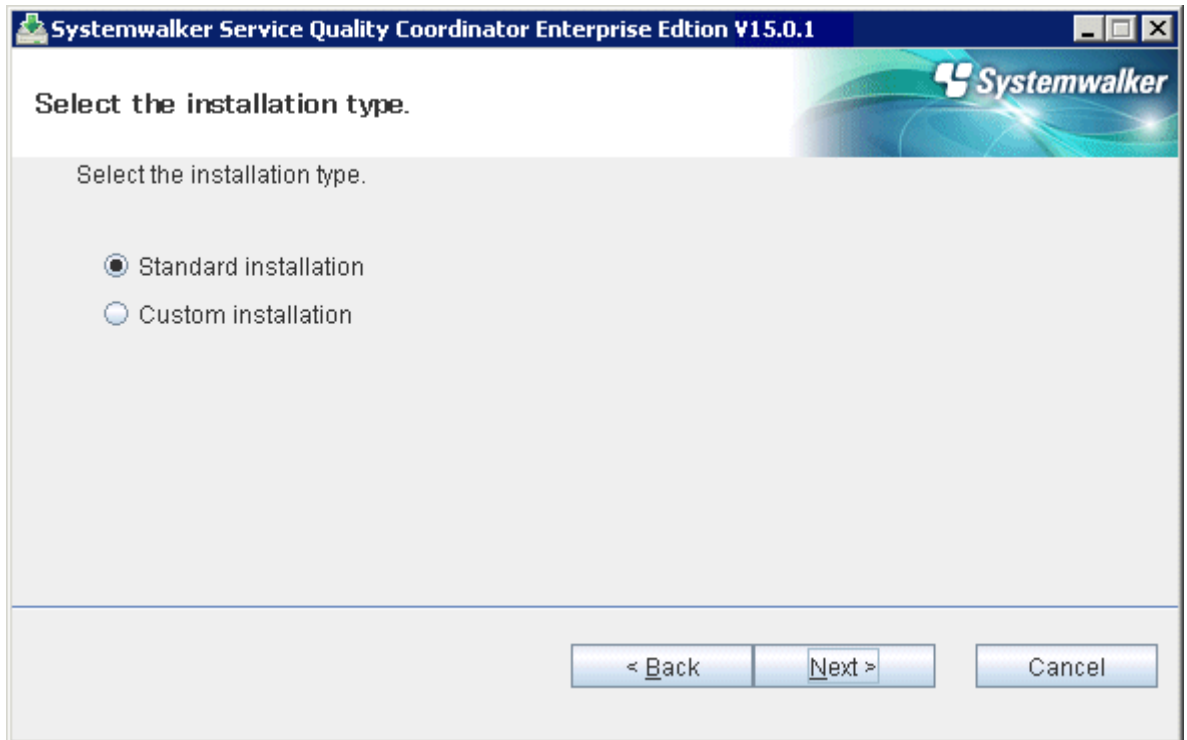 Systemwalker Service Quality Coordinator Enterprise Edtion V15.0.1
Systemwalker
Select the installation type.
Select the installation type.
Standard installation
Custom installation
< Back
Next >
Cancel